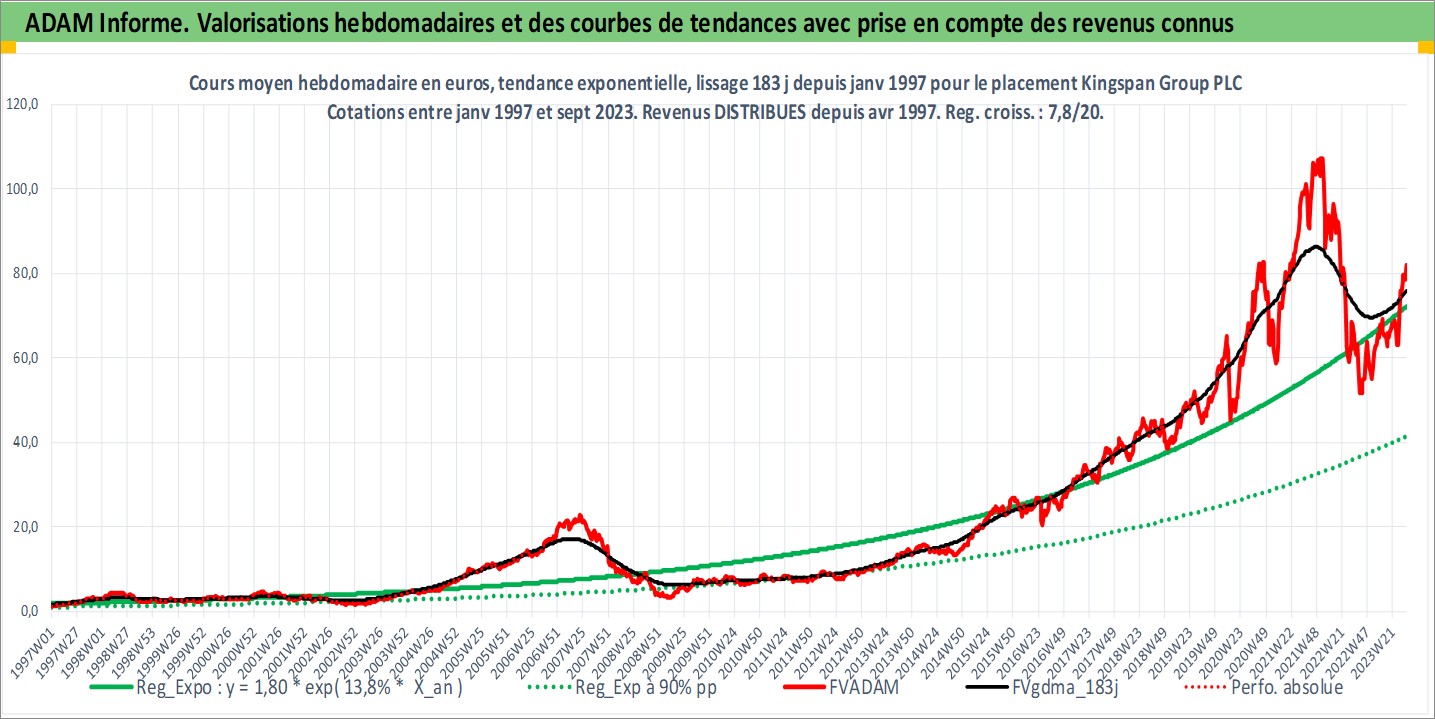 ADAM Informe. Valorisations hebdomadaires et des courbes de tendances avec prise en compte des revenus connus
Cours moyen hebdomadaire en euros, tendance exponentielle, lissage 183 j depuis janv 1997 pour le placement Kingspan Group PLC
Cotations entre janv 1997 et sept 2023. Revenus DISTRIBUES depuis avr 1997. Reg. croiss. : 7,8/20.
120,0
100,0
80,0
60,0
40,0
20,0
0,0
1997W01
1997W27
1998W01
1998W27
1998W53
1999W26
1999W52
2000W26
2000W52
2001W26
2001W52
2002W26
2002W52
2003W26
2003W52
2004W26
2004W52
2005W25
2005W51
2006W25
2006W51
2007W25
2007W51
2008W25
2008W51
2009W25
2009W51
2010W24
2010W50
2011W24
2011W50
2012W24
2012W50
2013W24
2013W50
2014W24
2014W50
2015W24
2015W50
2016W23
2016W49
2017W23
2017W49
2018W23
2018W49
2019W23
2019W49
2020W23
2020W49
2021W22
2021W48
2022W21
2022W47
2023W21
Reg_Expo : y = 1,80 * exp( 13,8% * X_an )
Reg_Exp à 90% pp
FVADAM
FVgdma_183j
Perfo. absolue